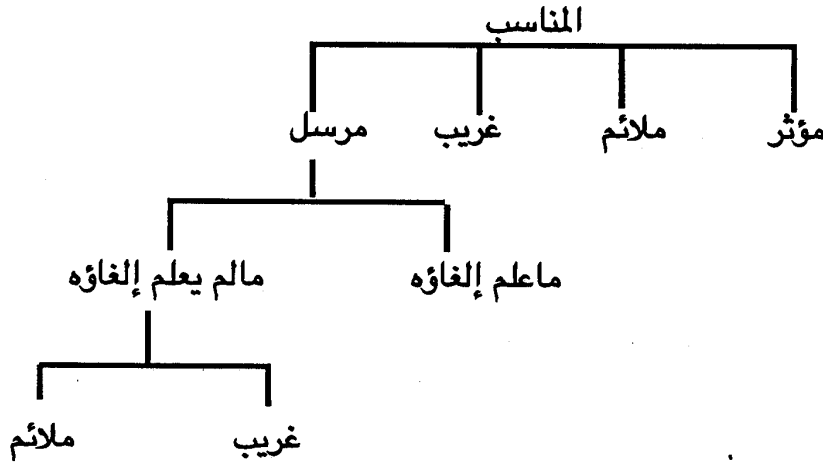 المناسب
مؤثر ملائم غريب مرسل
ماعلم إلغاؤه مالم يعلم إلغاؤه
غريب ملائم